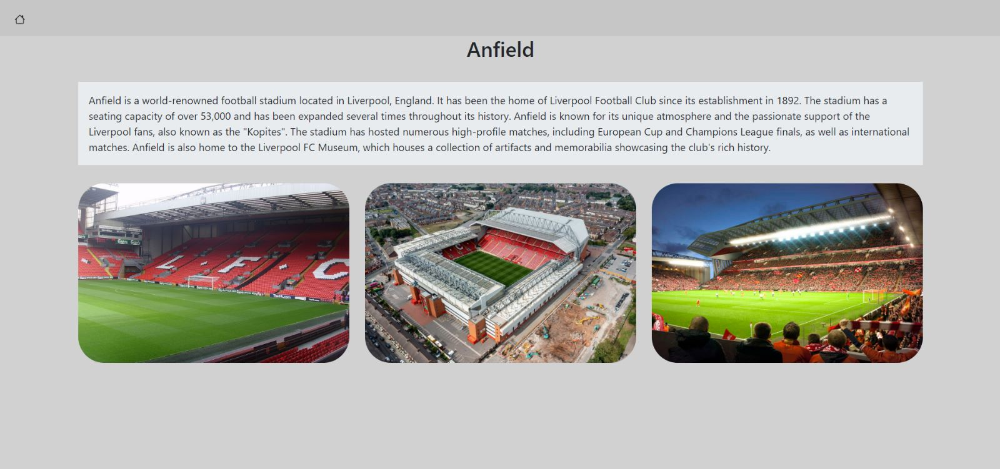 Anfield
Anfield is a world-renowned football stadium located in Liverpool, England. It has been the home of Liverpool Football Club since its establishment in 1892. The stadium has a
seating capacity of over 53,000 and has been expanded several times throughout its history. Anfield is known for its unique atmosphere and the passionate support of the
Liverpool fans, also known as the "Kopites". The stadium has hosted numerous high-profile matches, including European Cup and Champions League finals, as well as international
matches. Anfield is also home to the Liverpool FC Museum, which houses a collection of artifacts and memorabilia showcasing the club's rich history.
L·F·C
TheFA.com